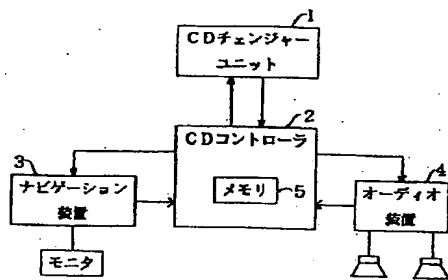 1
CDチェンジャー
ユニット
2
CDコントローラ
メモリ 5
3
ナビゲーション
装置
モニタ
4
オーディオ
装置